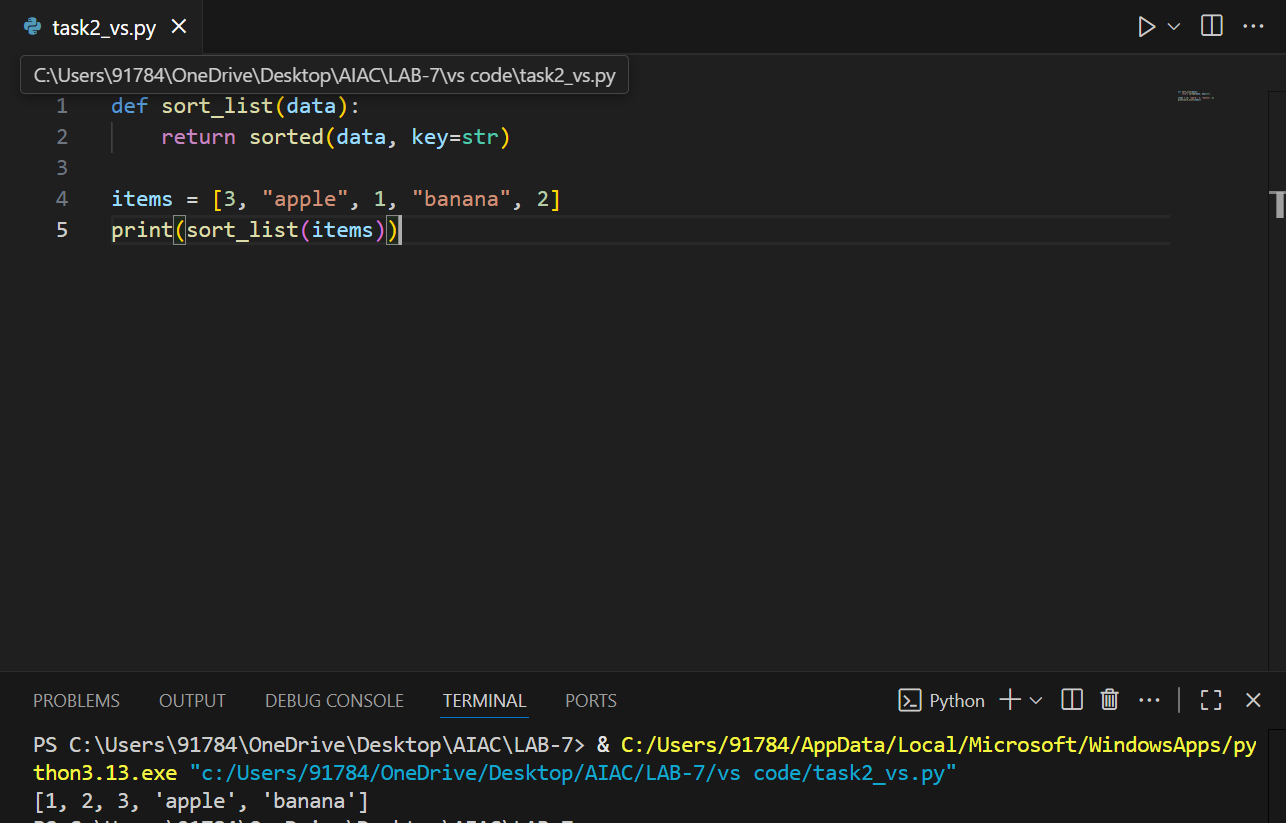 task2_vs.py
C:\Users\91784\OneDrive\Desktop\AIAC\LAB-7\vs code\task2_vs.py
1 def sort_list(data):
2     return sorted(data, key=str)
3
4 items = [3, "apple", 1, "banana", 2]
5 print(sort_list(items))
PROBLEMS OUTPUT DEBUG CONSOLE TERMINAL PORTS Python
PS C:\Users\91784\OneDrive\Desktop\AIAC\LAB-7> & C:/Users/91784/AppData/Local/Microsoft/WindowsApps/py
thon3.13.exe "c:/Users/91784/OneDrive/Desktop/AIAC/LAB-7/vs code/task2_vs.py"
[1, 2, 3, 'apple', 'banana']